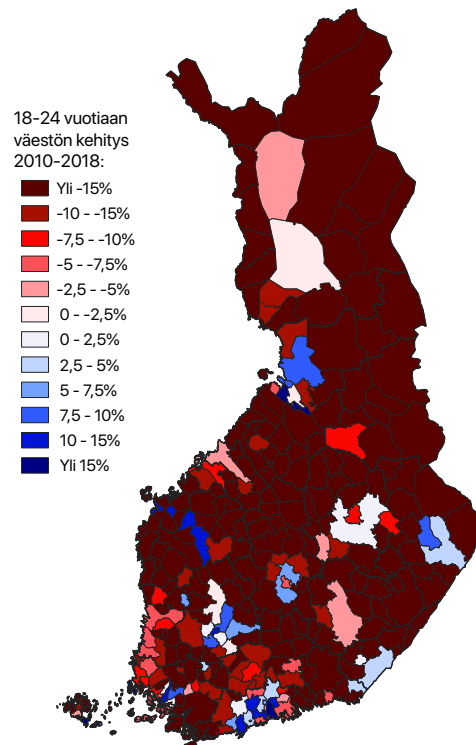 18-24 vuotiaan
väestön kehitys
2010-2018:
Yli -15%
-10 - -15%
-7,5 - -10%
-5 - -7,5%
-2,5 - -5%
0 - -2,5%
0 - 2,5%
2,5 - 5%
5 - 7,5%
7,5 - 10%
10 - 15%
Yli 15%